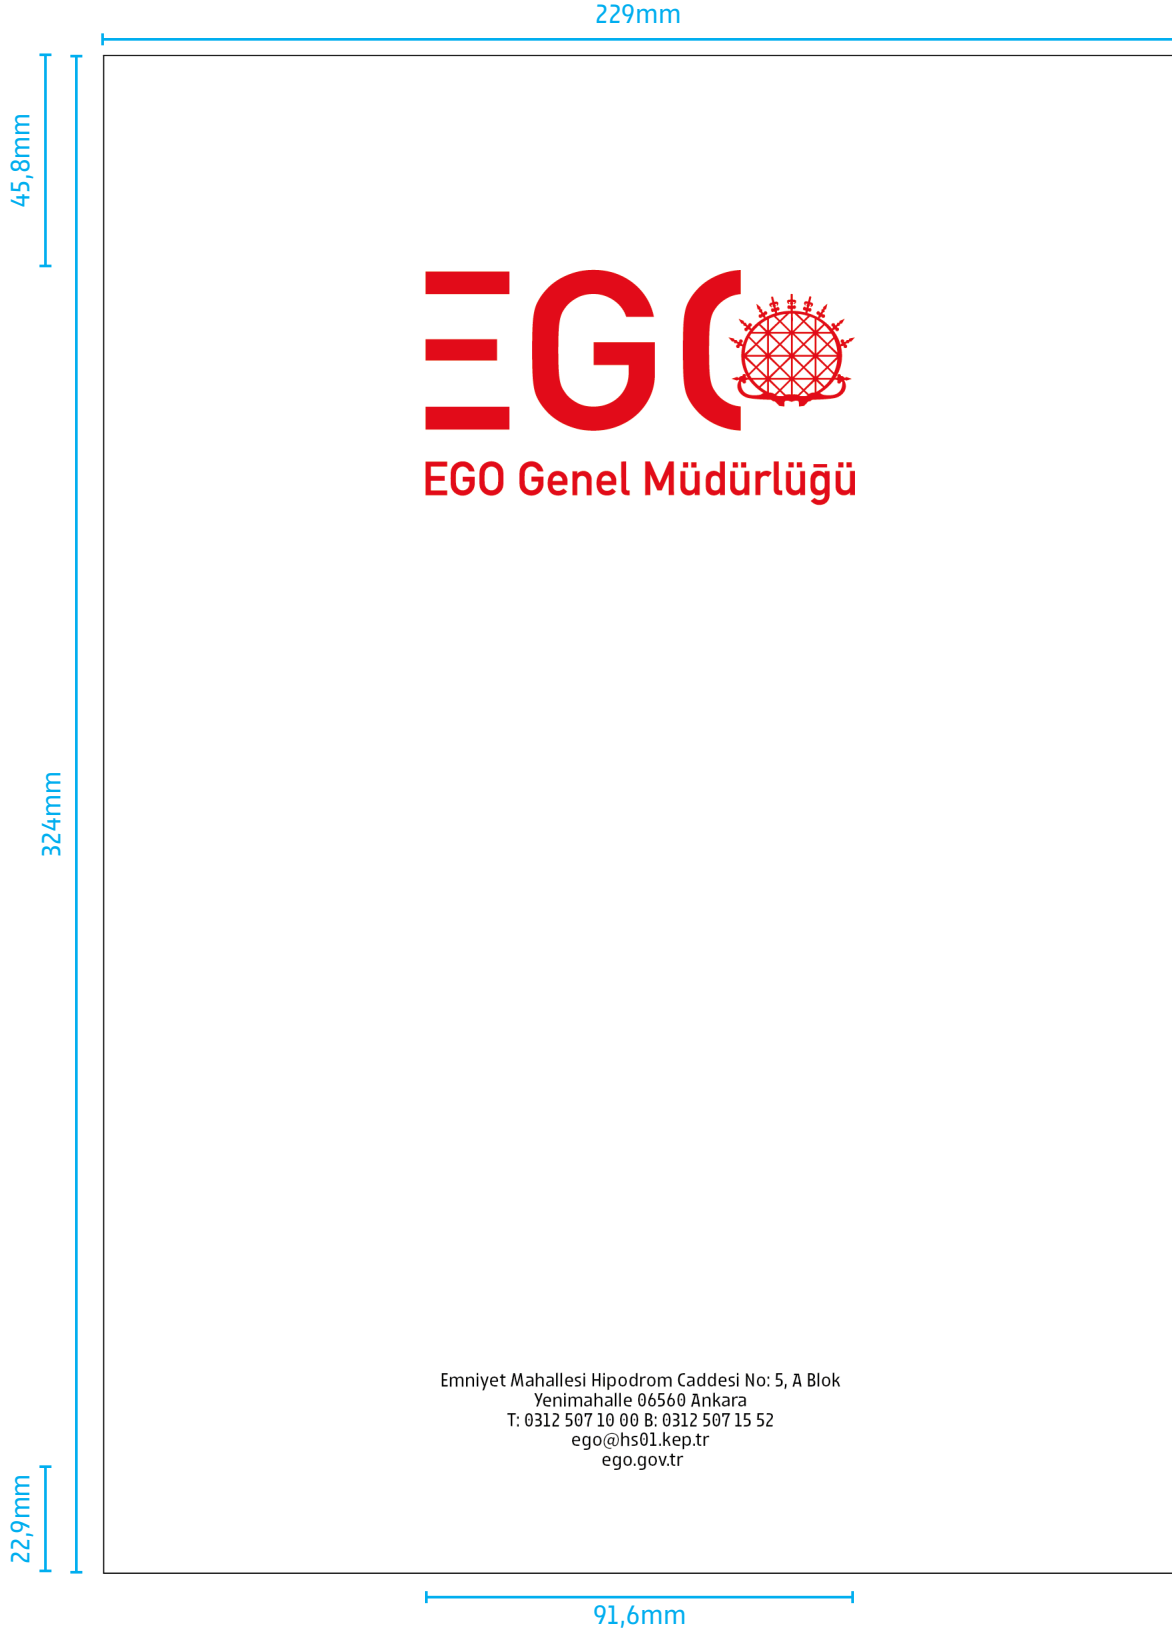 229mm
45,8mm
EGO
EGO Genel Müdürlüğü
324mm
Emniyet Mahallesi Hipodrom Caddesi No: 5, A Blok
Yenimahalle 06560 Ankara
T: 0312 507 10 00 B: 0312 507 15 52
ego@hs01.kep.tr
ego.gov.tr
22,9mm
91,6mm